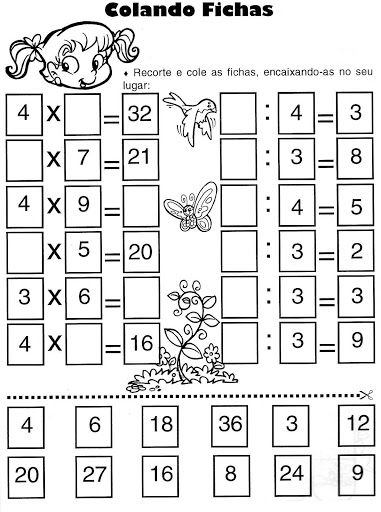 Colando Fichas
♦ Recorte e cole as fichas, encaixando-as no seu
lugar:
4 x = 32 : 4 = 3
x 7 = 21 : 3 = 8
4 x 9 = : 4 = 5
x 5 = 20 : 3 = 2
3 x 6 = : 3 = 3
4 x = 16 : 3 = 9
4 6 18 36 3 12
20 27 16 8 24 9